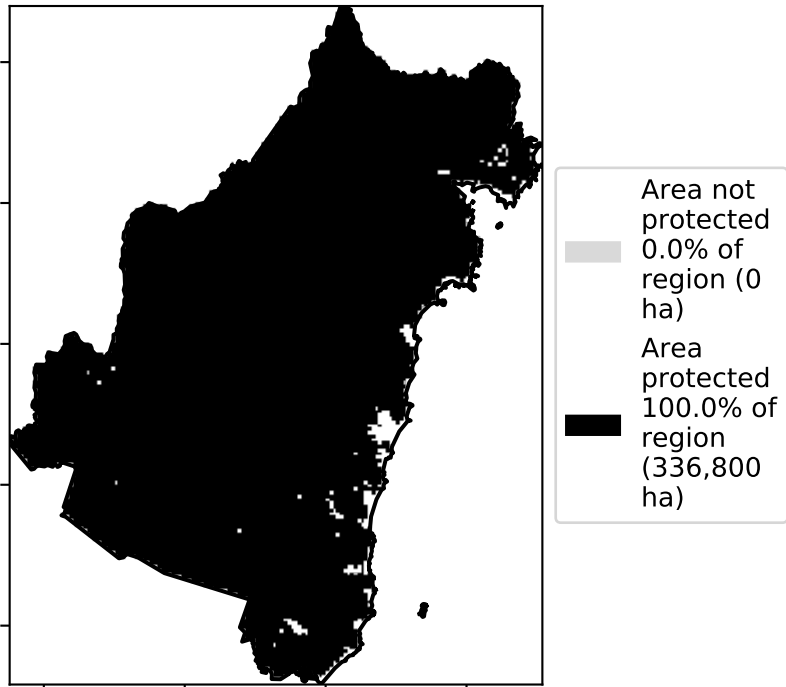 Area not
protected
0.0% of
region (0
ha)
Area
protected
100.0% of
region
(336,800
ha)